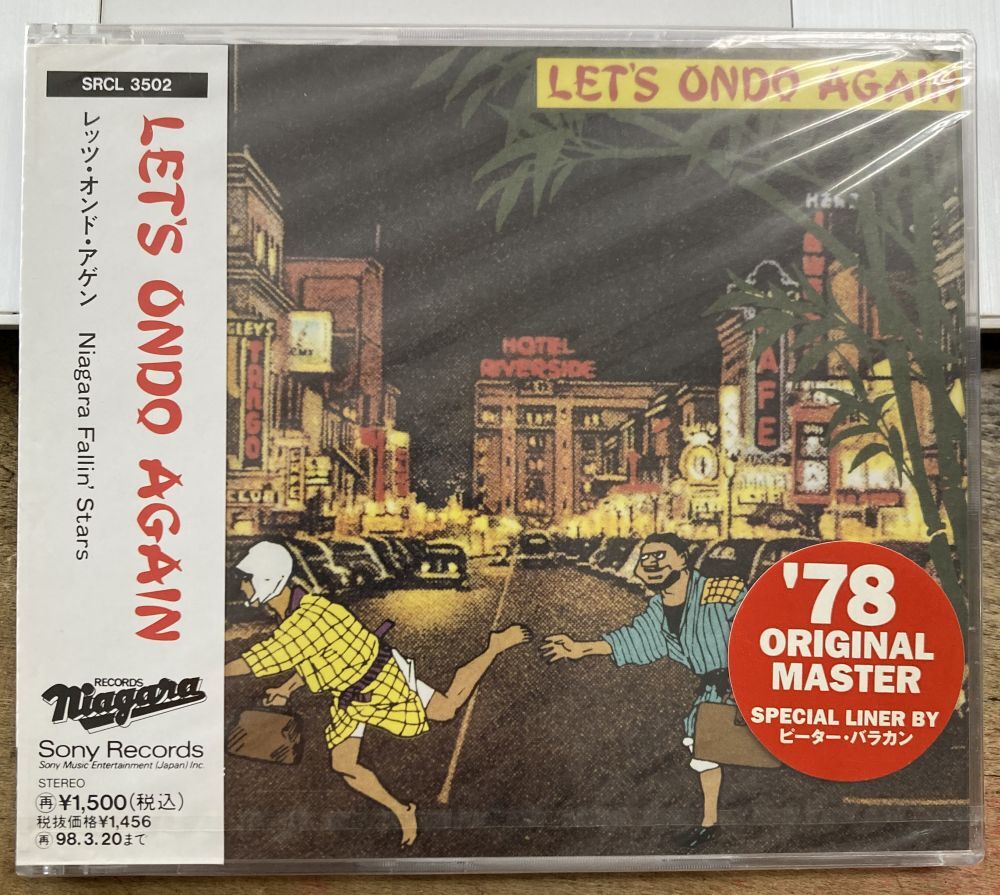 SRCL 3502
LET'S ONDO AGAIN
レッツ・オンド・アゲン Niagara Fallin' Stars
RECORDS
Niagara
Sony Records
Sony Music Entertainment (Japan) Inc.
STEREO
再 ¥1,500(税込)
税抜価格¥1,456
再 98.3.20まで
LET'S ONDO AGAIN
HOTEL
RIVERSIDE
TANGO
CAFE
'78
ORIGINAL
MASTER
SPECIAL LINER BY
ピーター・バラカン